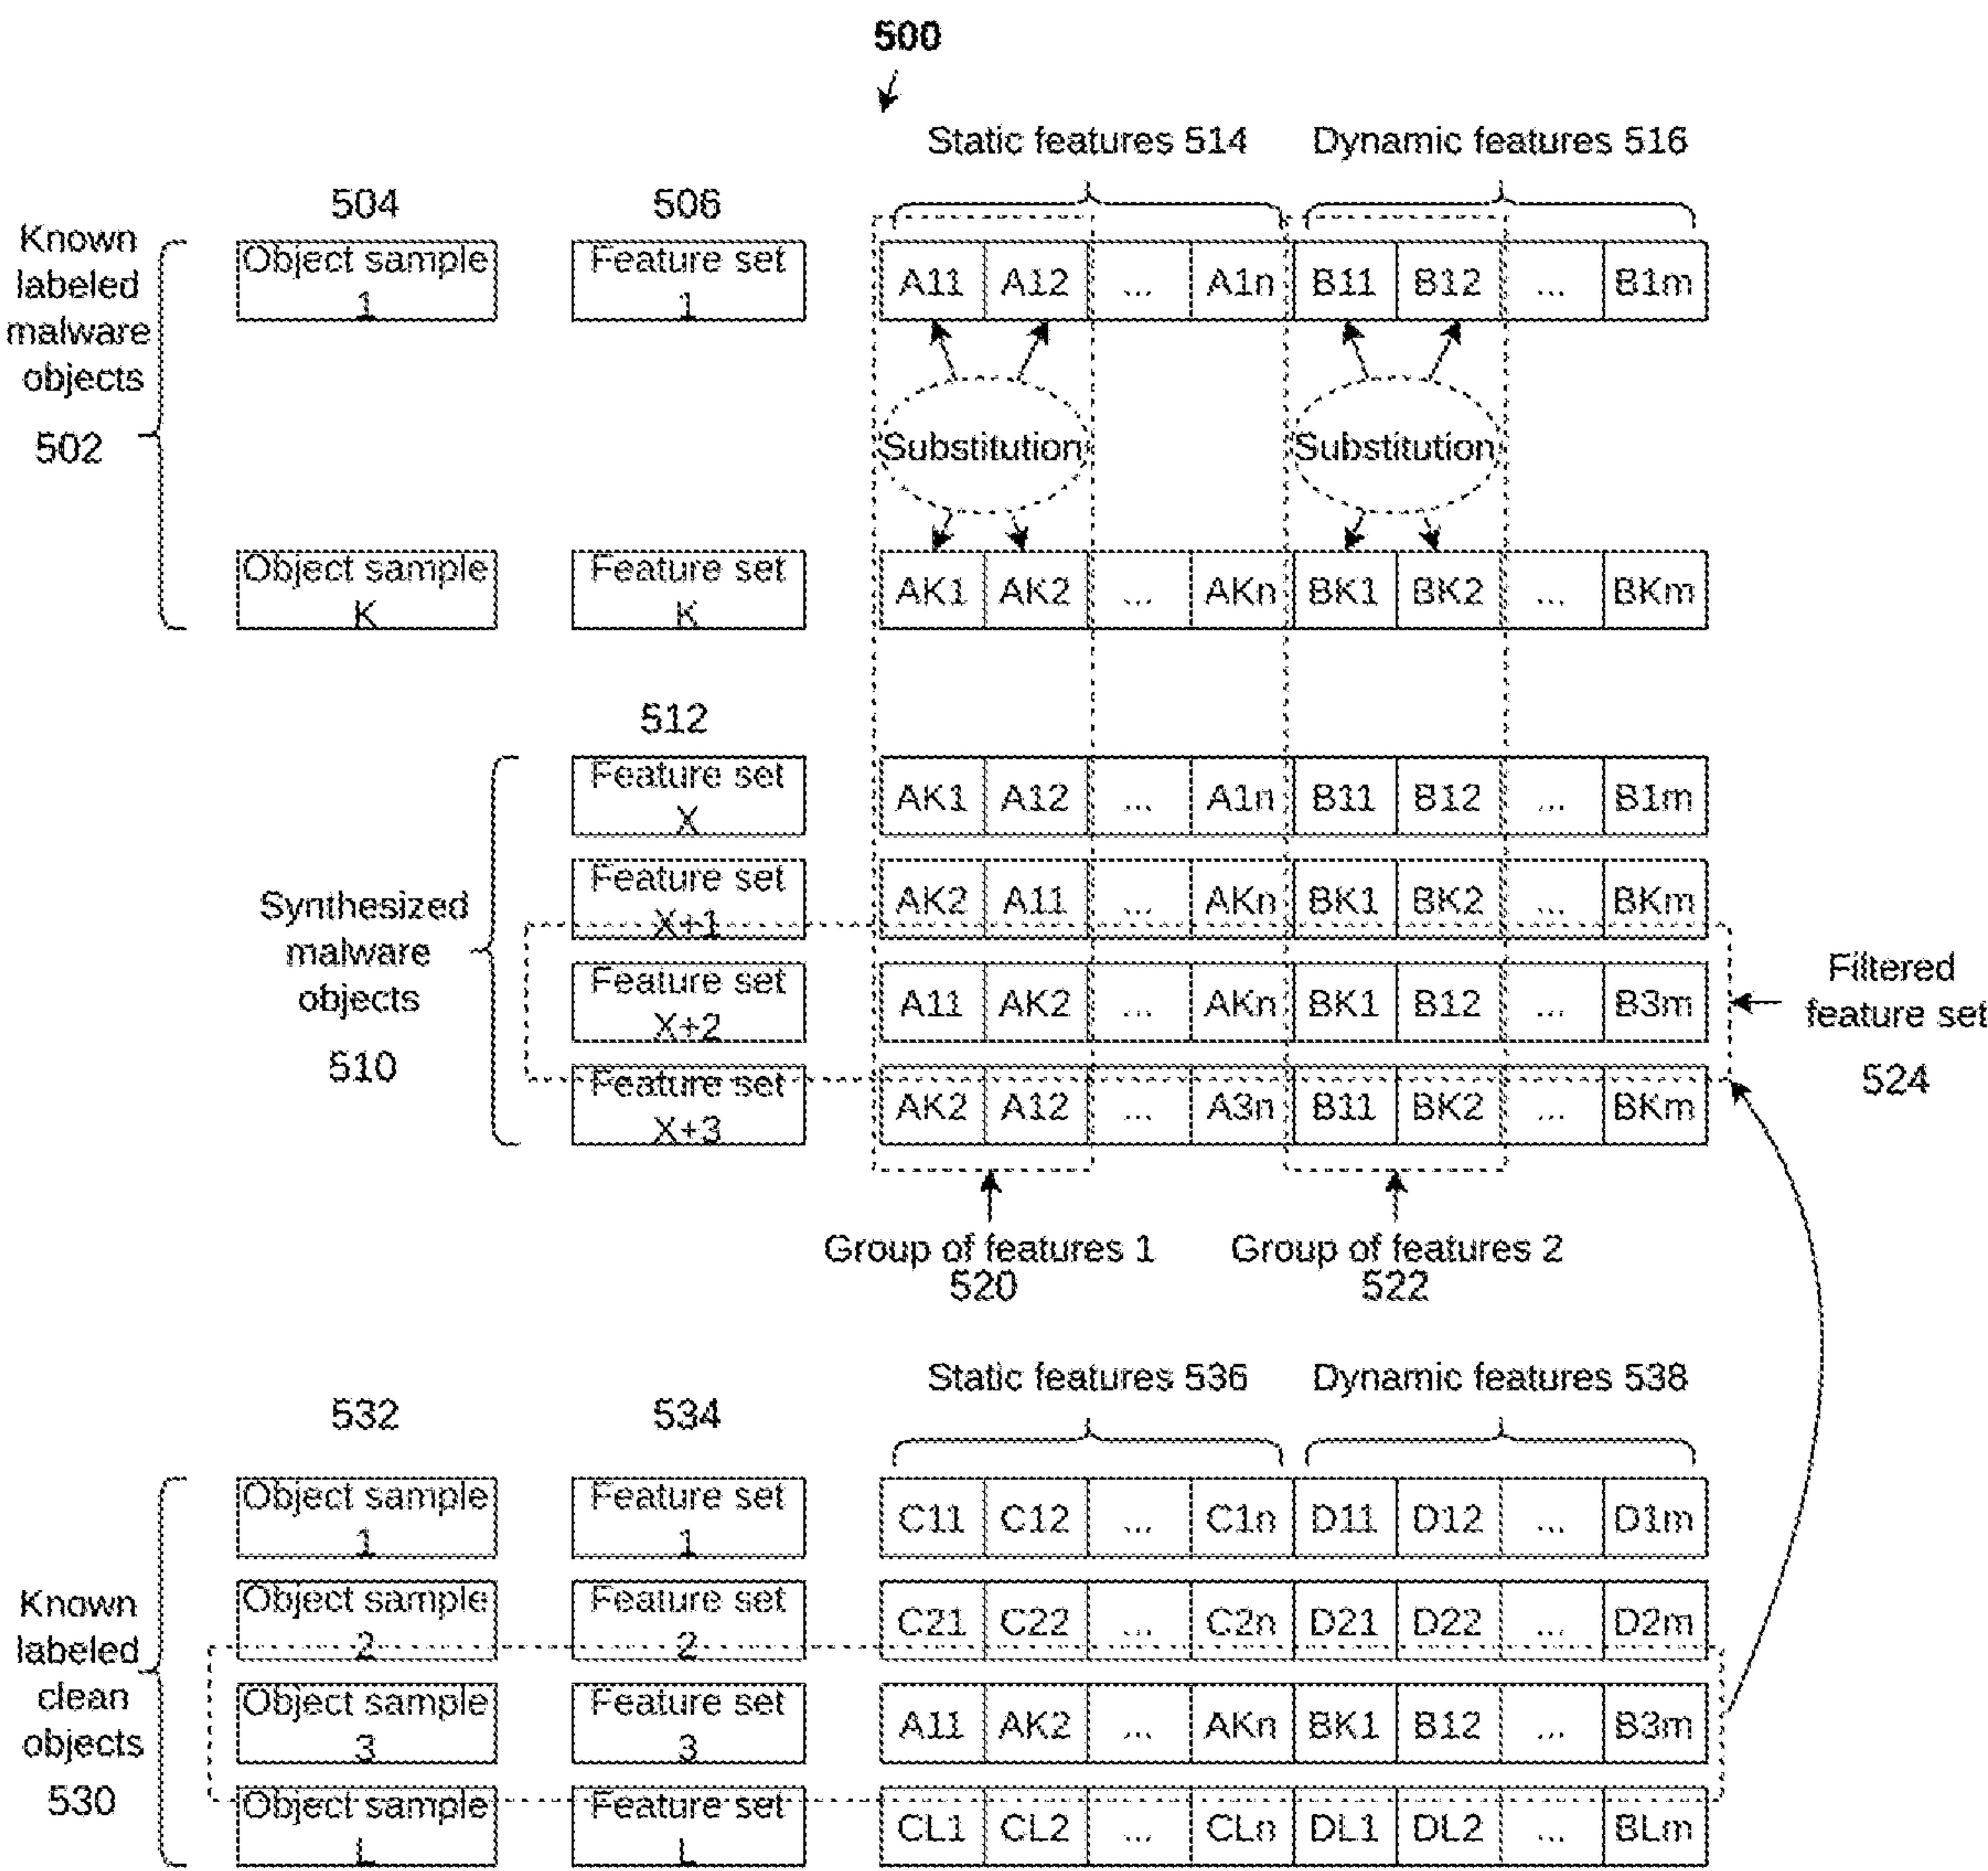 500
Static features 514 Dynamic features 516
504 506
Known
labeled
malware
objects
502
Object sample
1
Feature set
1
A11 A12 ... A1n B11 B12 ... B1m
Substitution Substitution
Object sample
K
Feature set
K
AK1 AK2 ... AKn BK1 BK2 ... BKm
512
Synthesized
malware
objects
510
Feature set
X
AK1 A12 ... A1n B11 B12 ... B1m
Feature set
X+1
AK2 A11 ... AKn BK1 BK2 ... BKm
Feature set
X+2
A11 AK2 ... AKn BK1 B12 ... B3m
Feature set
X+3
AK2 A12 ... A3n B11 BK2 ... BKm
Filtered
feature set
524
Group of features 1
520
Group of features 2
522
Static features 536 Dynamic features 538
532 534
Known
labeled
clean
objects
530
Object sample
1
Feature set
1
C11 C12 ... C1n D11 D12 ... D1m
Object sample
2
Feature set
2
C21 C22 ... C2n D21 D22 ... D2m
Object sample
3
Feature set
3
A11 AK2 ... AKn BK1 B12 ... B3m
Object sample
L
Feature set
L
CL1 CL2 ... CLn DL1 DL2 ... BLm